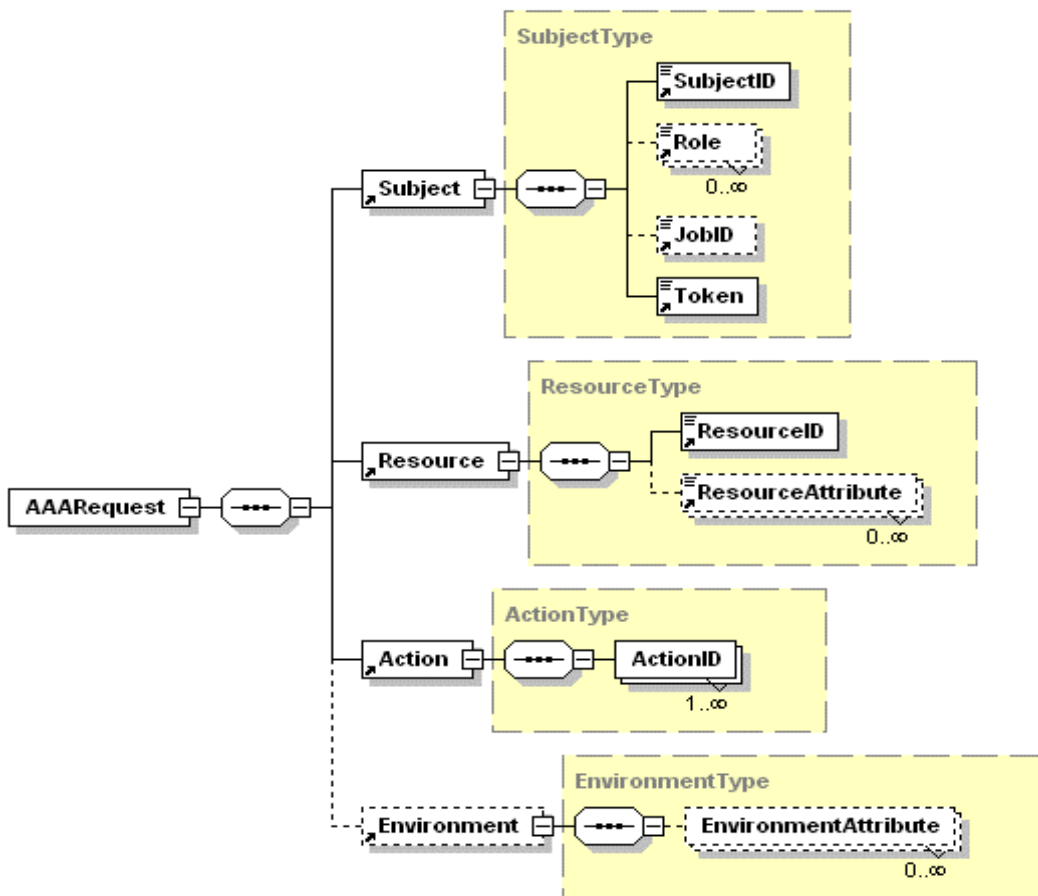 SubjectType
SubjectID
Role
0..∞
Subject
JobID
Token
ResourceType
ResourceID
Resource
ResourceAttribute
0..∞
AAARequest
ActionType
Action
ActionID
1..∞
EnvironmentType
Environment
EnvironmentAttribute
0..∞